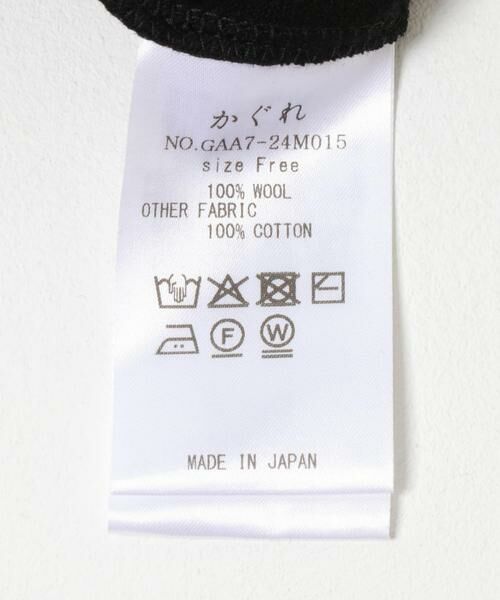 かぐれ
NO.GAA7-24M015
size Free
100% WOOL
OTHER FABRIC
100% COTTON
F W
MADE IN JAPAN